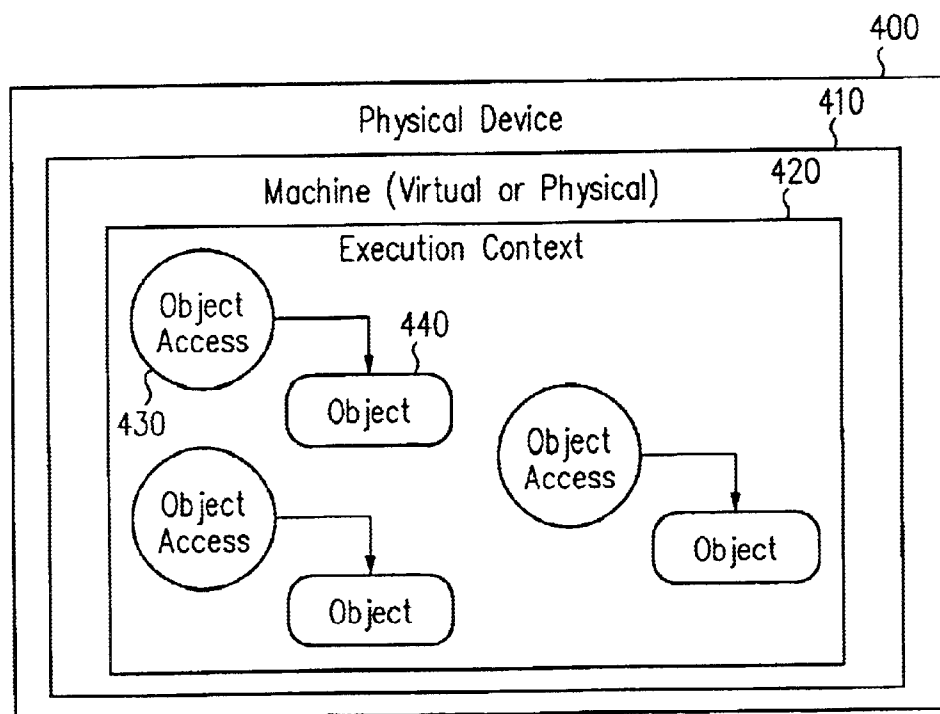 400
Physical Device
410
Machine (Virtual or Physical)
420
Execution Context
Object
Access
430
440
Object
Object
Access
Object
Object
Access
Object